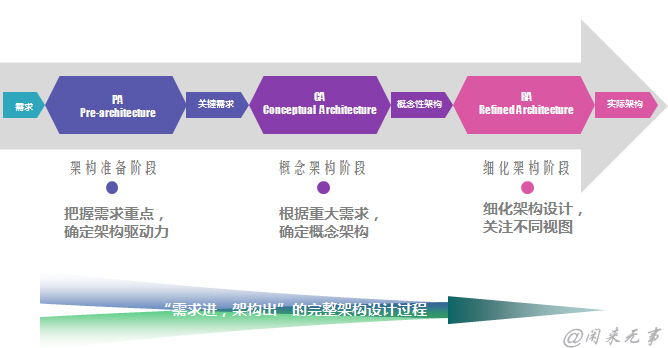 需求
PA
Pre-architecture
关键需求
CA
Conceptual Architecture
概念性架构
RA
Refined Architecture
实际架构
架构准备阶段
概念架构阶段
细化架构阶段
把握需求重点，
确定架构驱动力
根据重大需求，
确定概念架构
细化架构设计，
关注不同视图
“需求进，架构出”的完整架构设计过程
@闲来无事